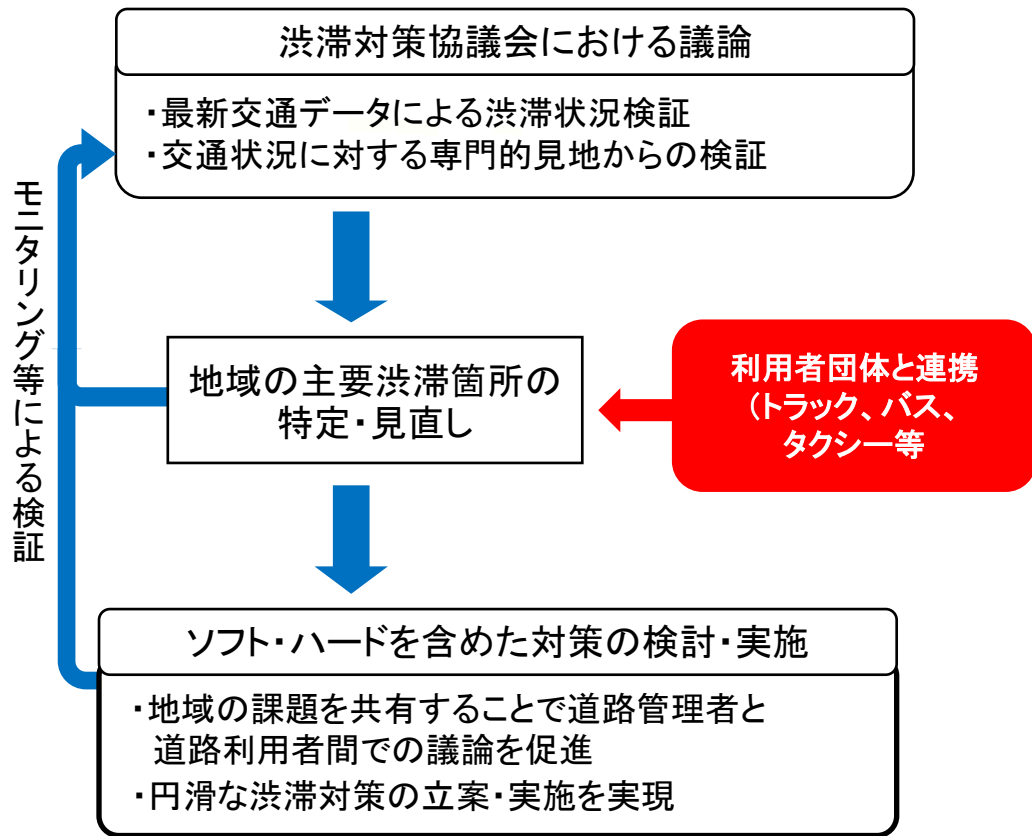 渋滞対策協議会における議論
・最新交通データによる渋滞状況検証
・交通状況に対する専門的見地からの検証
モニタリング等による検証
地域の主要渋滞箇所の
特定・見直し
利用者団体と連携
（トラック、バス、
タクシー等
ソフト・ハードを含めた対策の検討・実施
・地域の課題を共有することで道路管理者と
道路利用者間での議論を促進
・円滑な渋滞対策の立案・実施を実現